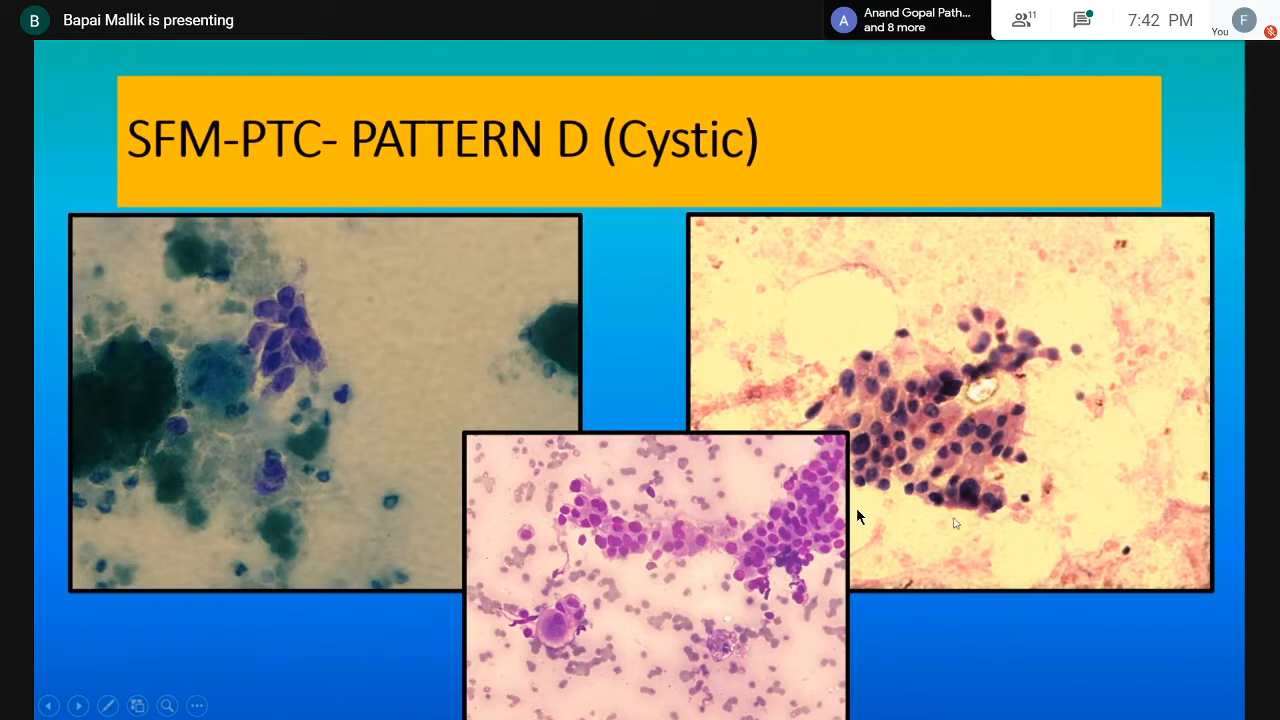 B Bapai Mallik is presenting
A Anand Gopal Path...
and 8 more
11
7:42 PM
You
F
SFM-PTC- PATTERN D (Cystic)